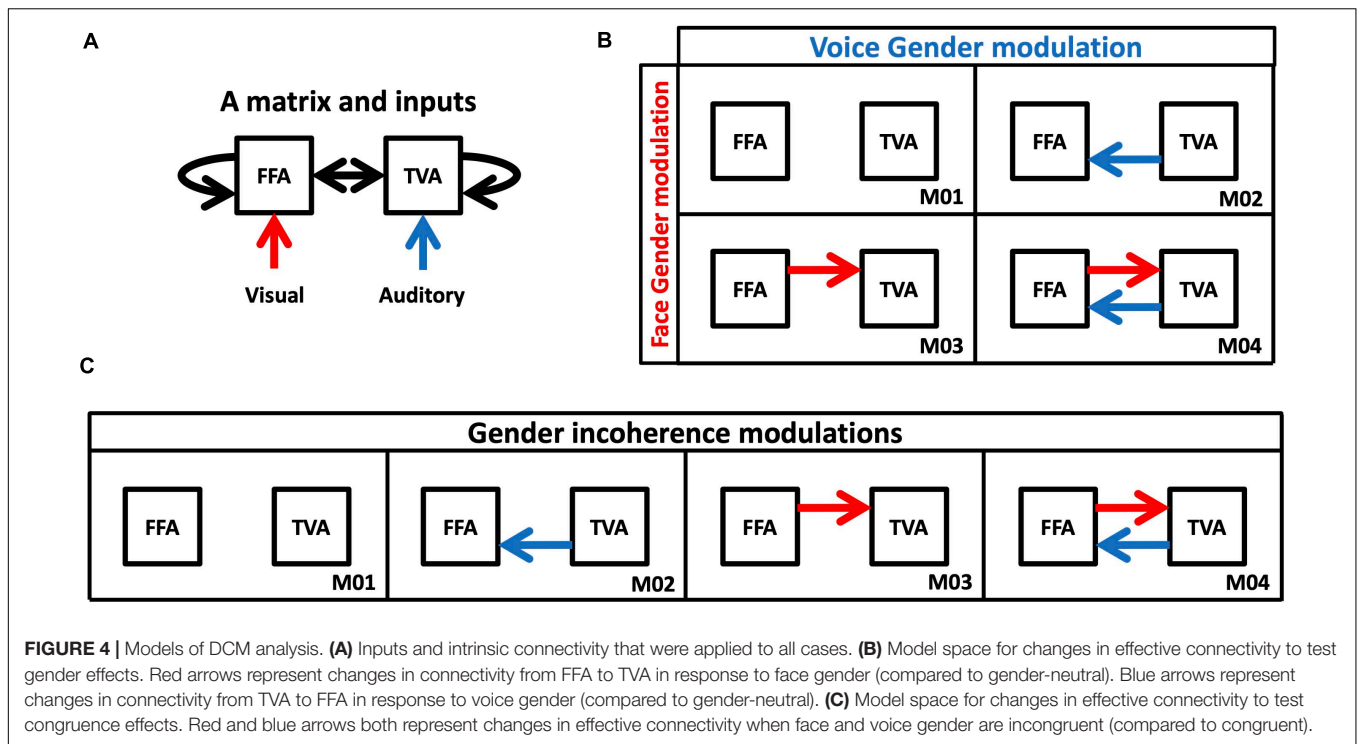 A
A matrix and inputs
FFA
TVA
Visual
Auditory
B
Voice Gender modulation
Face Gender modulation
FFA
TVA
M01
FFA
TVA
M02
FFA
TVA
M03
FFA
TVA
M04
C
Gender incoherence modulations
FFA
TVA
M01
FFA
TVA
M02
FFA
TVA
M03
FFA
TVA
M04
FIGURE 4 | Models of DCM analysis. (A) Inputs and intrinsic connectivity that were applied to all cases. (B) Model space for changes in effective connectivity to test
gender effects. Red arrows represent changes in connectivity from FFA to TVA in response to face gender (compared to gender-neutral). Blue arrows represent
changes in connectivity from TVA to FFA in response to voice gender (compared to gender-neutral). (C) Model space for changes in effective connectivity to test
congruence effects. Red and blue arrows both represent changes in effective connectivity when face and voice gender are incongruent (compared to congruent).